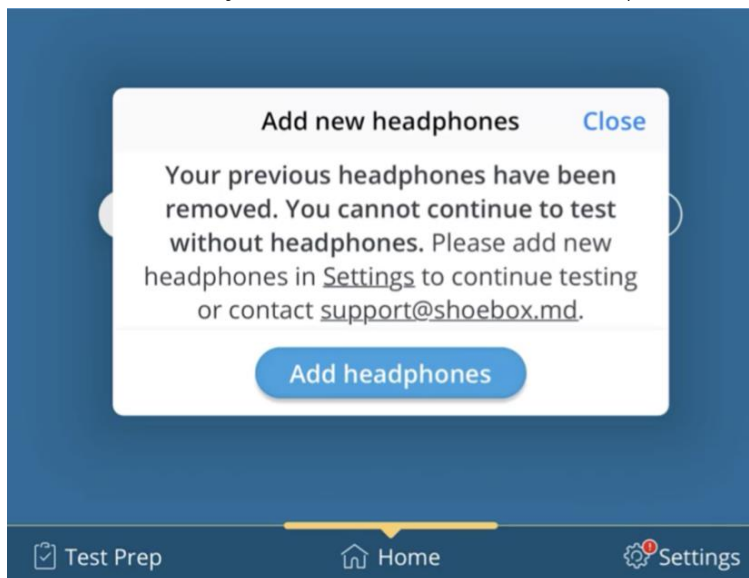 Add new headphones Close
Your previous headphones have been
removed. You cannot continue to test
without headphones. Please add new
headphones in Settings to continue testing
or contact support@shoebox.md.
Add headphones
Test Prep Home Settings